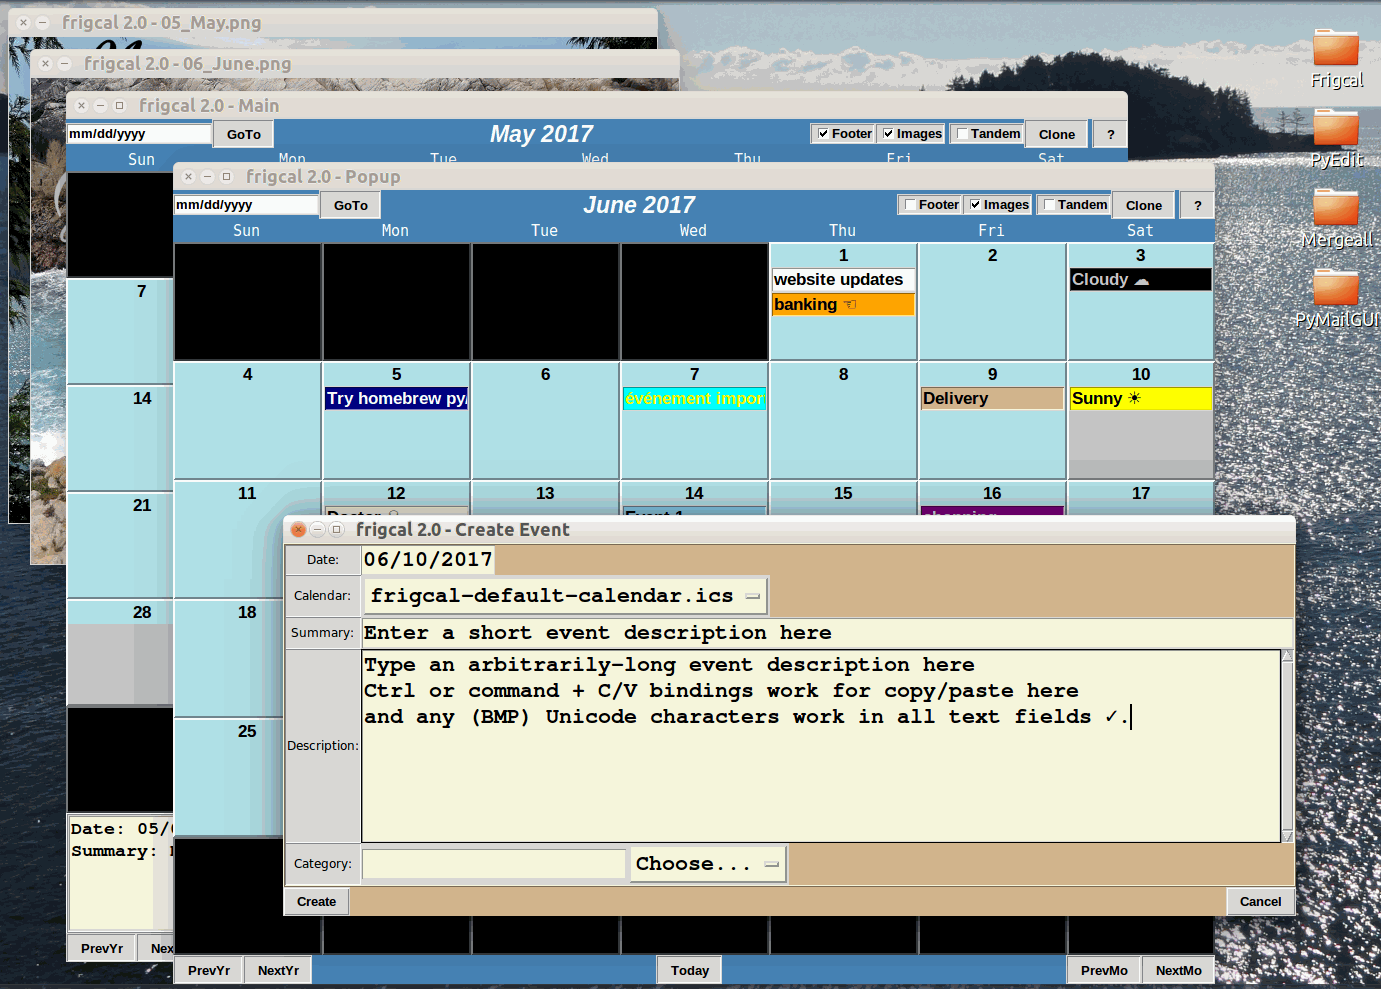 frigcal 2.0 - 05_May.png
frigcal 2.0 - 06_June.png
frigcal 2.0 - Main
mm/dd/yyyy GoTo May 2017 Footer Images Tandem Clone ?
Sun Mon Tue Wed Thu Fri Sat
7
14
21
28
Date: 05/
Summary:
PrevYr
frigcal 2.0 - Popup
mm/dd/yyyy GoTo June 2017 Footer Images Tandem Clone ?
Sun Mon Tue Wed Thu Fri Sat
1 2 3
website updates Cloudy ☁
banking ☜
4 5 6 7 8 9 10
Try homebrew py/ événement impor Delivery Sunny ☀
11 12 13 14 15 16 17
Doctor Event 1 shopping
18
25
PrevYr NextYr Today PrevMo NextMo
frigcal 2.0 - Create Event
Date: 06/10/2017
Calendar: frigcal-default-calendar.ics
Summary: Enter a short event description here
Description: Type an arbitrarily-long event description here
Ctrl or command + C/V bindings work for copy/paste here
and any (BMP) Unicode characters work in all text fields ✓.
Category: Choose...
Create Cancel
Frigcal
PyEdit
Mergeall
PyMailGUI